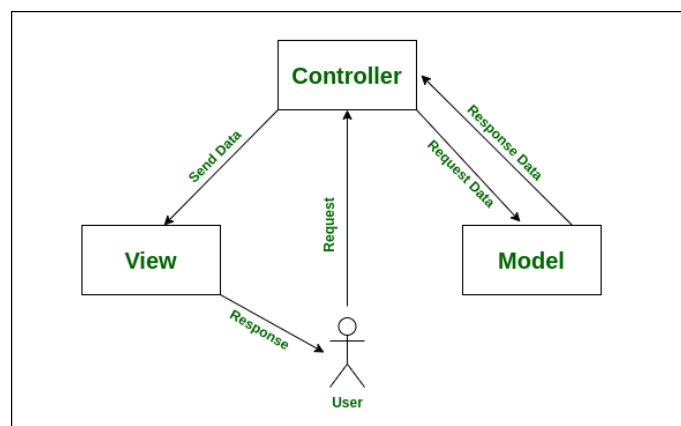 Controller
Send Data
Request
Request Data
Response Data
View
Model
Response
User